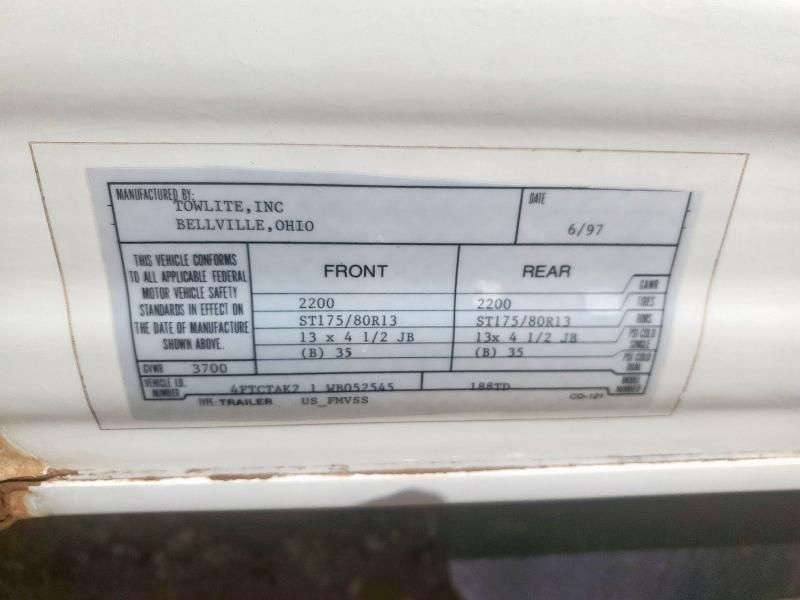 MANUFACTURED BY:
TOWLITE,INC
BELLVILLE,OHIO
DATE
6/97
THIS VEHICLE CONFORMS
TO ALL APPLICABLE FEDERAL
MOTOR VEHICLE SAFETY
STANDARDS IN EFFECT ON
THE DATE OF MANUFACTURE
SHOWN ABOVE.
FRONT REAR
GAWR
2200 2200 TIRES
ST175/80R13 ST175/80R13 RIMS
13 x 4 1/2 JB 13x 4 1/2 JB PSI COLD SINGLE
(B) 35 (B) 35 PSI COLD DUAL
GVWR 3700
VEHICLE I.D. NUMBER 4FTCTAK2 1 WB052545 188TD MODEL NUMBER
TYPE: TRAILER US_FMVSS CD-121